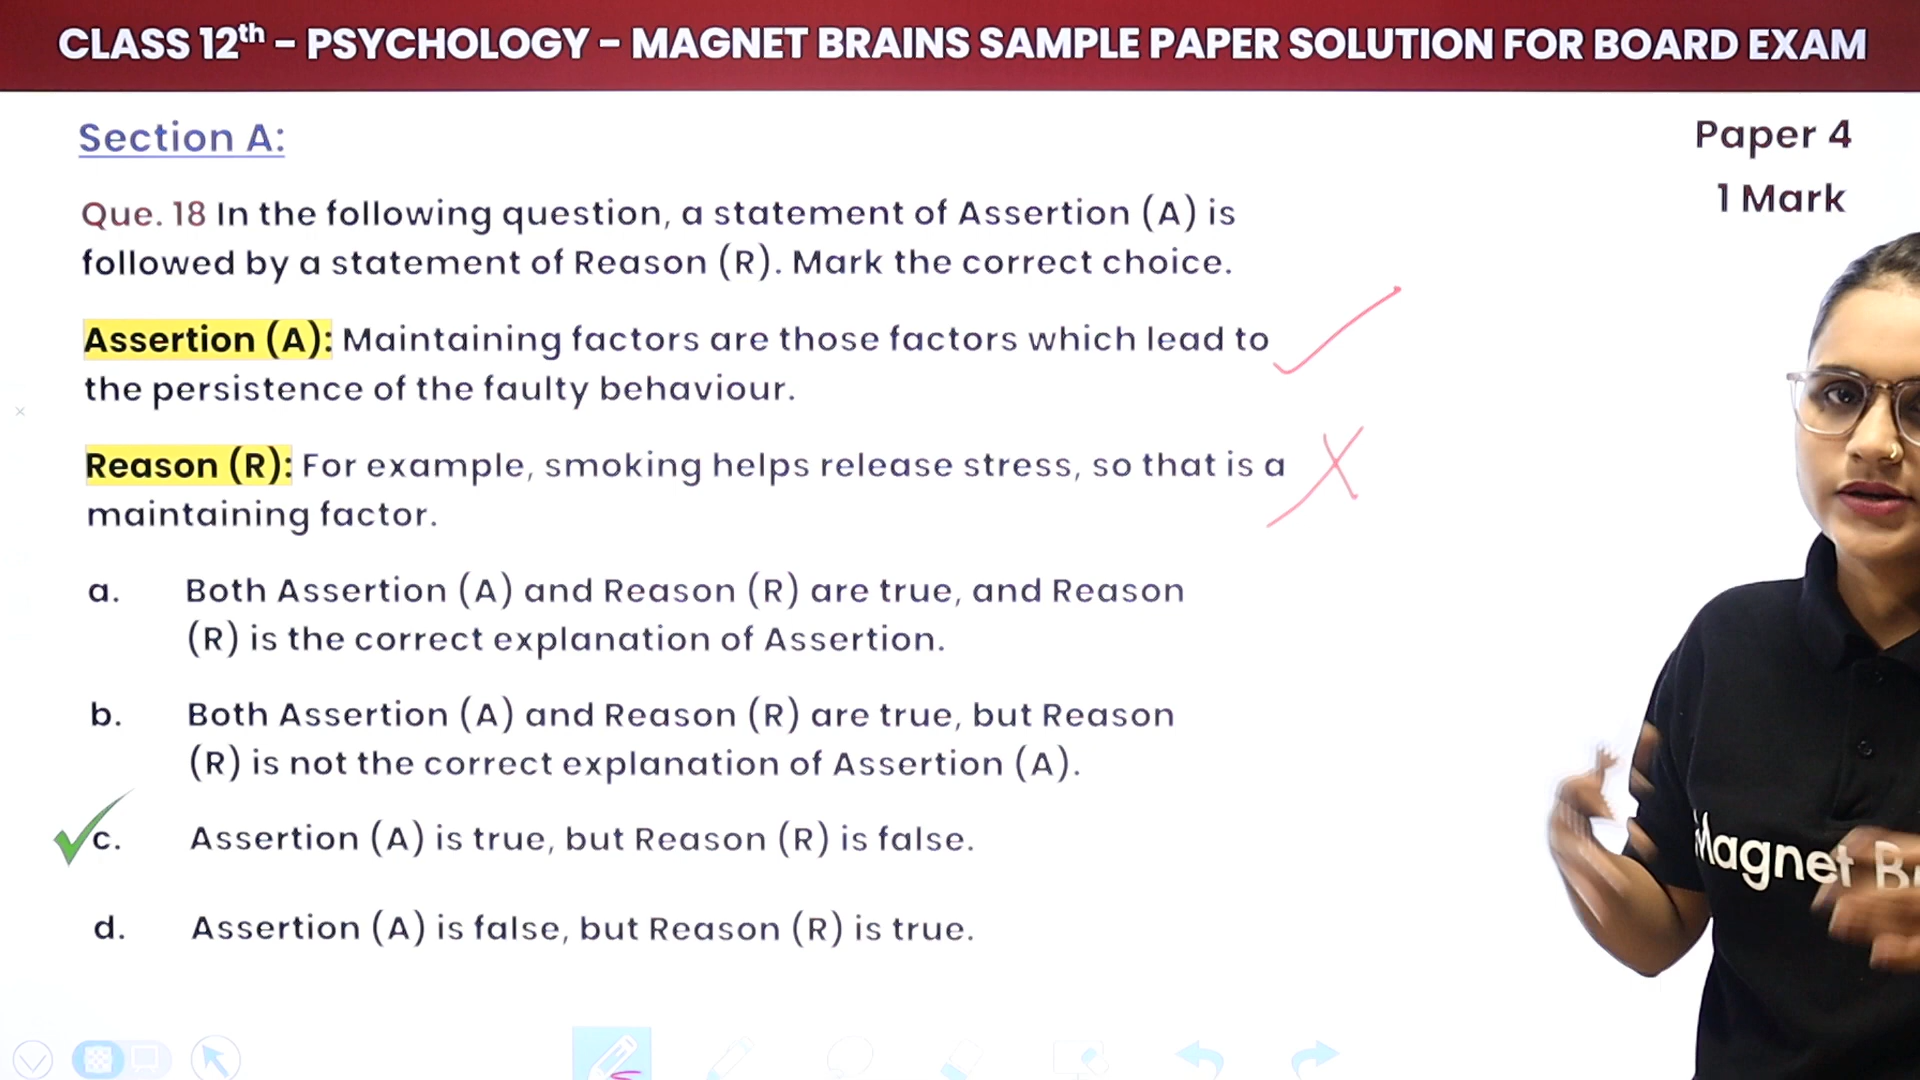 CLASS 12th – PSYCHOLOGY – MAGNET BRAINS SAMPLE PAPER SOLUTION FOR BOARD EXAM
Section A:
Paper 4
1 Mark
Que. 18 In the following question, a statement of Assertion (A) is
followed by a statement of Reason (R). Mark the correct choice.
Assertion (A): Maintaining factors are those factors which lead to
the persistence of the faulty behaviour.
Reason (R): For example, smoking helps release stress, so that is a
maintaining factor.
a. Both Assertion (A) and Reason (R) are true, and Reason
(R) is the correct explanation of Assertion.
b. Both Assertion (A) and Reason (R) are true, but Reason
(R) is not the correct explanation of Assertion (A).
c. Assertion (A) is true, but Reason (R) is false.
d. Assertion (A) is false, but Reason (R) is true.
Magnet